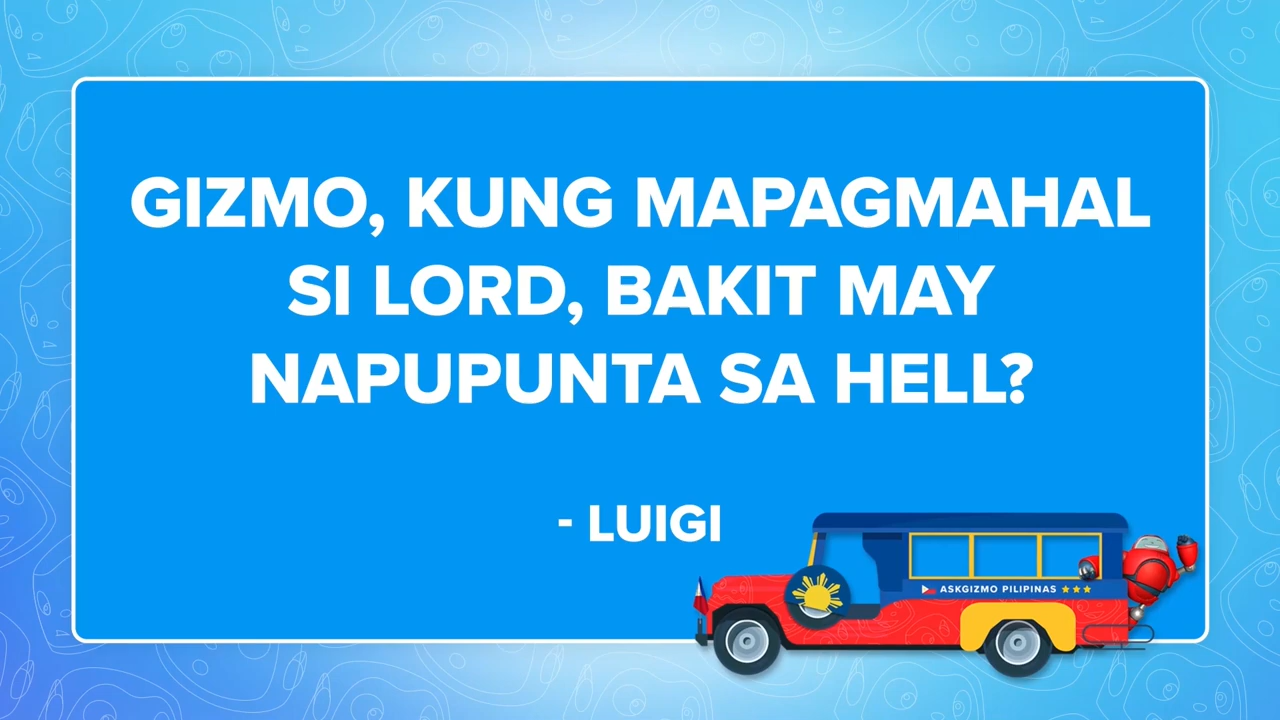 GIZMO, KUNG MAPAGMAHAL
SI LORD, BAKIT MAY
NAPUPUNTA SA HELL?
- LUIGI
ASKGIZMO PILIPINAS